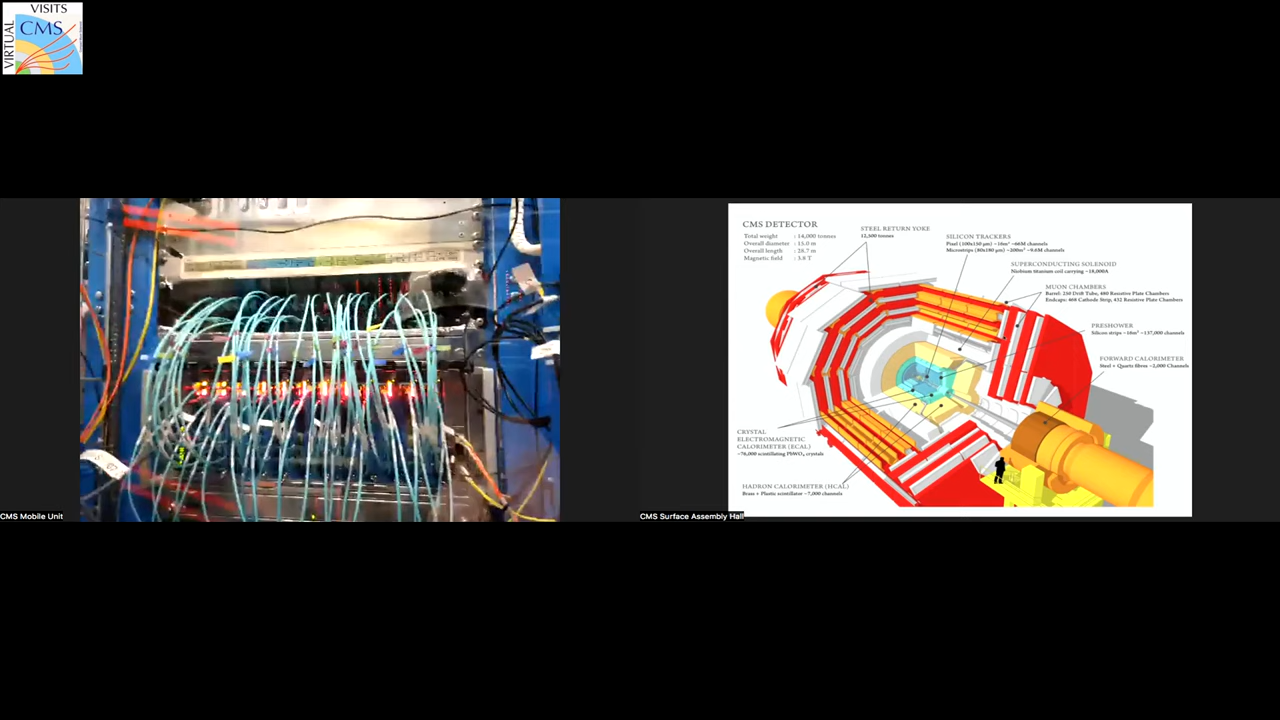 VISITS
CMS
VIRTUAL
CMS DETECTOR
Total weight : 14,000 tonnes
Overall diameter : 15.0 m
Overall length : 28.7 m
Magnetic field : 3.8 T
STEEL RETURN YOKE
12,500 tonnes
SILICON TRACKERS
Pixel (100x150 μm) ~16m² ~66M channels
Microstrips (80x180 μm) ~200m² ~9.6M channels
SUPERCONDUCTING SOLENOID
Niobium titanium coil carrying ~18,000A
MUON CHAMBERS
Barrel: 250 Drift Tube, 480 Resistive Plate Chambers
Endcaps: 468 Cathode Strip, 432 Resistive Plate Chambers
PRESHOWER
Silicon strips ~16m² ~137,000 channels
FORWARD CALORIMETER
Steel + Quartz fibres ~2,000 Channels
CRYSTAL
ELECTROMAGNETIC
CALORIMETER (ECAL)
~76,000 scintillating PbWO₄ crystals
HADRON CALORIMETER (HCAL)
Brass + Plastic scintillator ~7,000 channels
CMS Mobile Unit
CMS Surface Assembly Hall